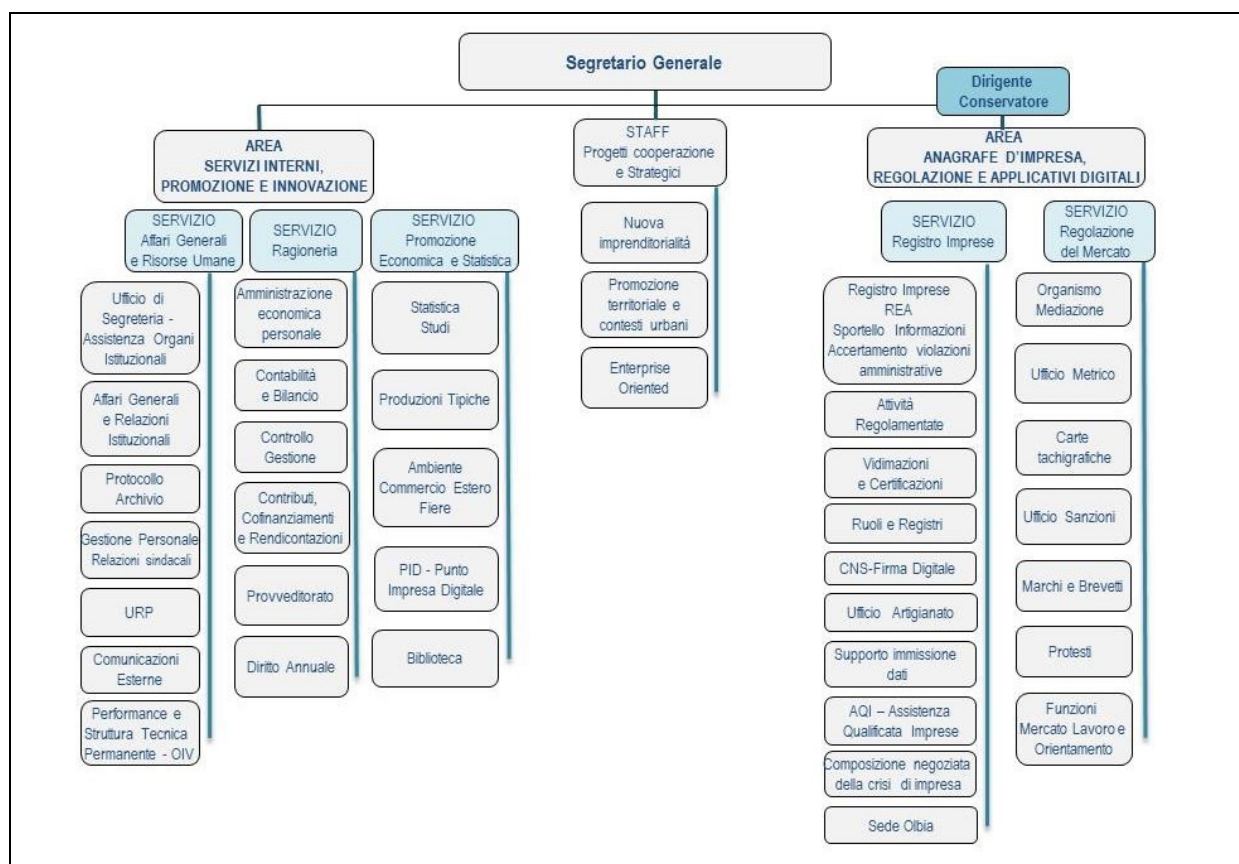 Segretario Generale
Dirigente
Conservatore
AREA
SERVIZI INTERNI,
PROMOZIONE E INNOVAZIONE
SERVIZIO
Affari Generali
e Risorse Umane
Ufficio di
Segreteria -
Assistenza Organi
Istituzionali
Affari Generali
e Relazioni
Istituzionali
Protocollo
Archivio
Gestione Personale
Relazioni sindacali
URP
Comunicazioni
Esterne
Performance e
Struttura Tecnica
Permanente - OIV
SERVIZIO
Ragioneria
Amministrazione
economica
personale
Contabilità
e Bilancio
Controllo
Gestione
Contributi,
Cofinanziamenti
e Rendicontazioni
Provveditorato
Diritto Annuale
SERVIZIO
Promozione
Economica e Statistica
Statistica
Studi
Produzioni Tipiche
Ambiente
Commercio Estero
Fiere
PID - Punto
Impresa Digitale
Biblioteca
STAFF
Progetti cooperazione
e Strategici
Nuova
imprenditorialità
Promozione
territoriale e
contesti urbani
Enterprise
Oriented
AREA
ANAGRAFE D'IMPRESA,
REGOLAZIONE E APPLICATIVI DIGITALI
SERVIZIO
Registro Imprese
Registro Imprese
REA
Sportello Informazioni
Accertamento violazioni
amministrative
Attività
Regolamentate
Vidimazioni
e Certificazioni
Ruoli e Registri
CNS-Firma Digitale
Ufficio Artigianato
Supporto immissione
dati
AQI – Assistenza
Qualificata Imprese
Composizione negoziata
della crisi di impresa
Sede Olbia
SERVIZIO
Regolazione
del Mercato
Organismo
Mediazione
Ufficio Metrico
Carte
tachigrafiche
Ufficio Sanzioni
Marchi e Brevetti
Protesti
Funzioni
Mercato Lavoro e
Orientamento